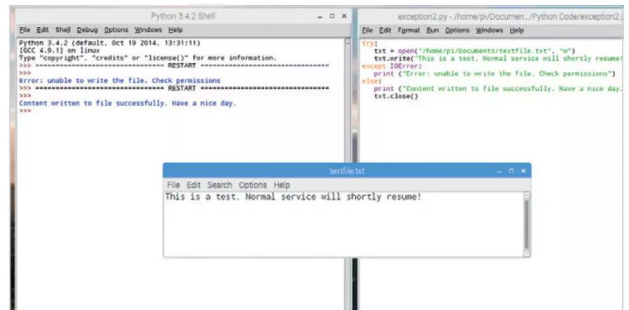 Python 3.4.2 Shell
File Edit Shell Debug Options Windows Help
Python 3.4.2 (default, Oct 19 2014, 13:31:11)
[GCC 4.9.1] on linux
Type "copyright", "credits" or "license()" for more information.
>>> ================================ RESTART ================================
>>>
Error: unable to write the file. Check permissions
>>> ================================ RESTART ================================
>>>
Content written to file successfully. Have a nice day.
>>>
exception2.py - /home/pi/Documen.../Python Code/exception2.
File Edit Format Run Options Windows Help
try:
txt = open("/home/pi/Documents/textfile.txt", "w")
txt.write("This is a test. Normal service will shortly resume!
except IOError:
print ("Error: unable to write the file. Check permissions")
else:
print ("Content written to file successfully. Have a nice day.
txt.close()
textfile.txt
File Edit Search Options Help
This is a test. Normal service will shortly resume!